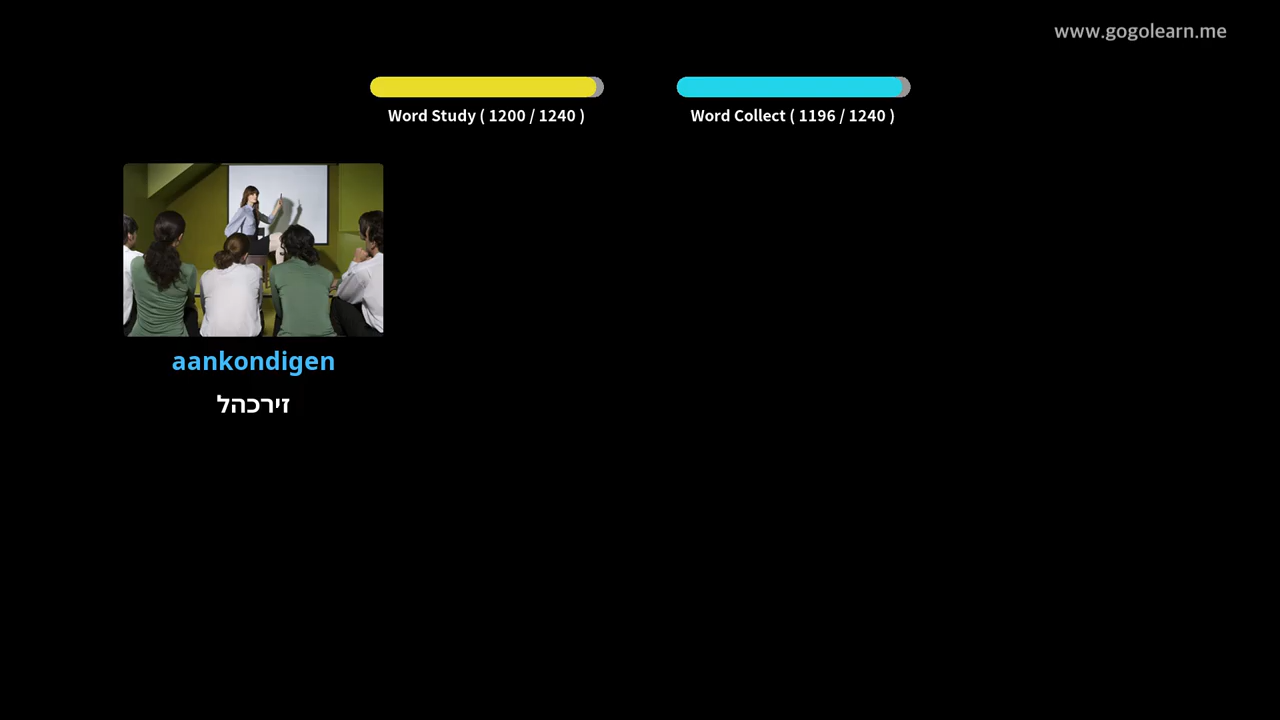 www.gogolearn.me
Word Study ( 1200 / 1240 )
Word Collect ( 1196 / 1240 )
aankondigen
זירכהל